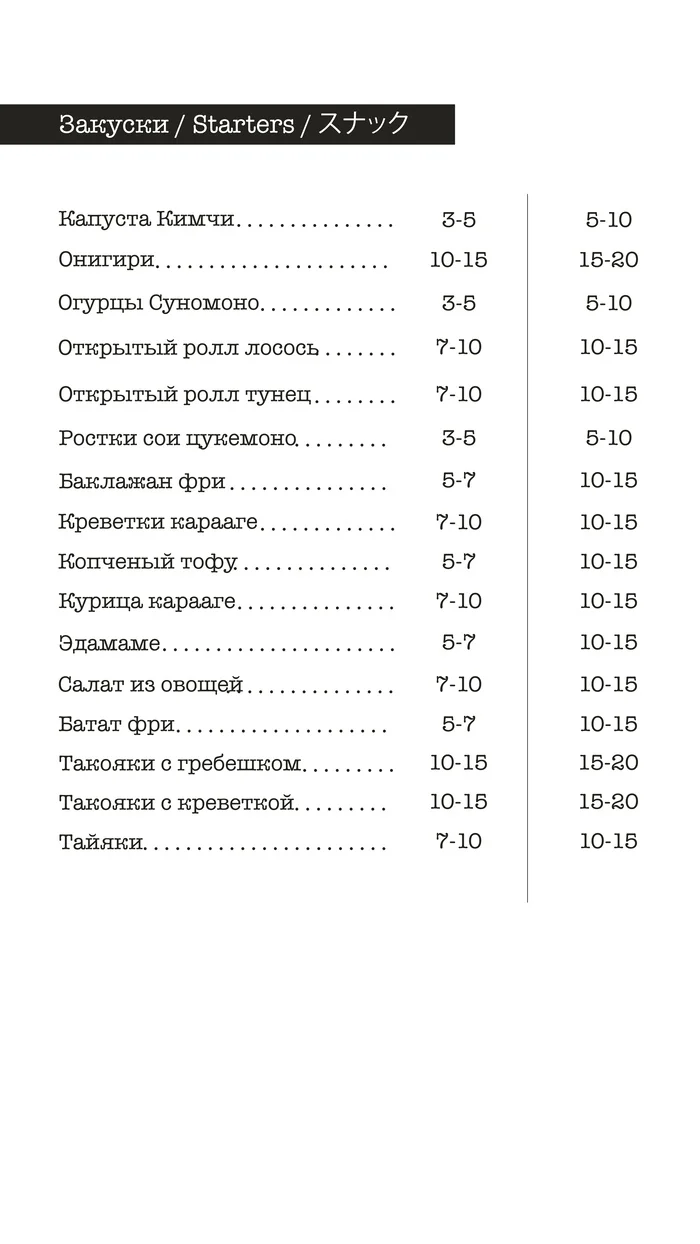 Закуски / Starters / スナック
Капуста Кимчи............... 3-5 5-10
Онигири...................... 10-15 15-20
Огурцы Суномоно............. 3-5 5-10
Открытый ролл лосось........ 7-10 10-15
Открытый ролл тунец........ 7-10 10-15
Ростки сои цукемоно......... 3-5 5-10
Баклажан фри............... 5-7 10-15
Креветки карааге............. 7-10 10-15
Копченый тофу.............. 5-7 10-15
Курица карааге............... 7-10 10-15
Эдамаме...................... 5-7 10-15
Салат из овощей.............. 7-10 10-15
Батат фри.................... 5-7 10-15
Такояки с гребешком......... 10-15 15-20
Такояки с креветкой......... 10-15 15-20
Тайяки....................... 7-10 10-15